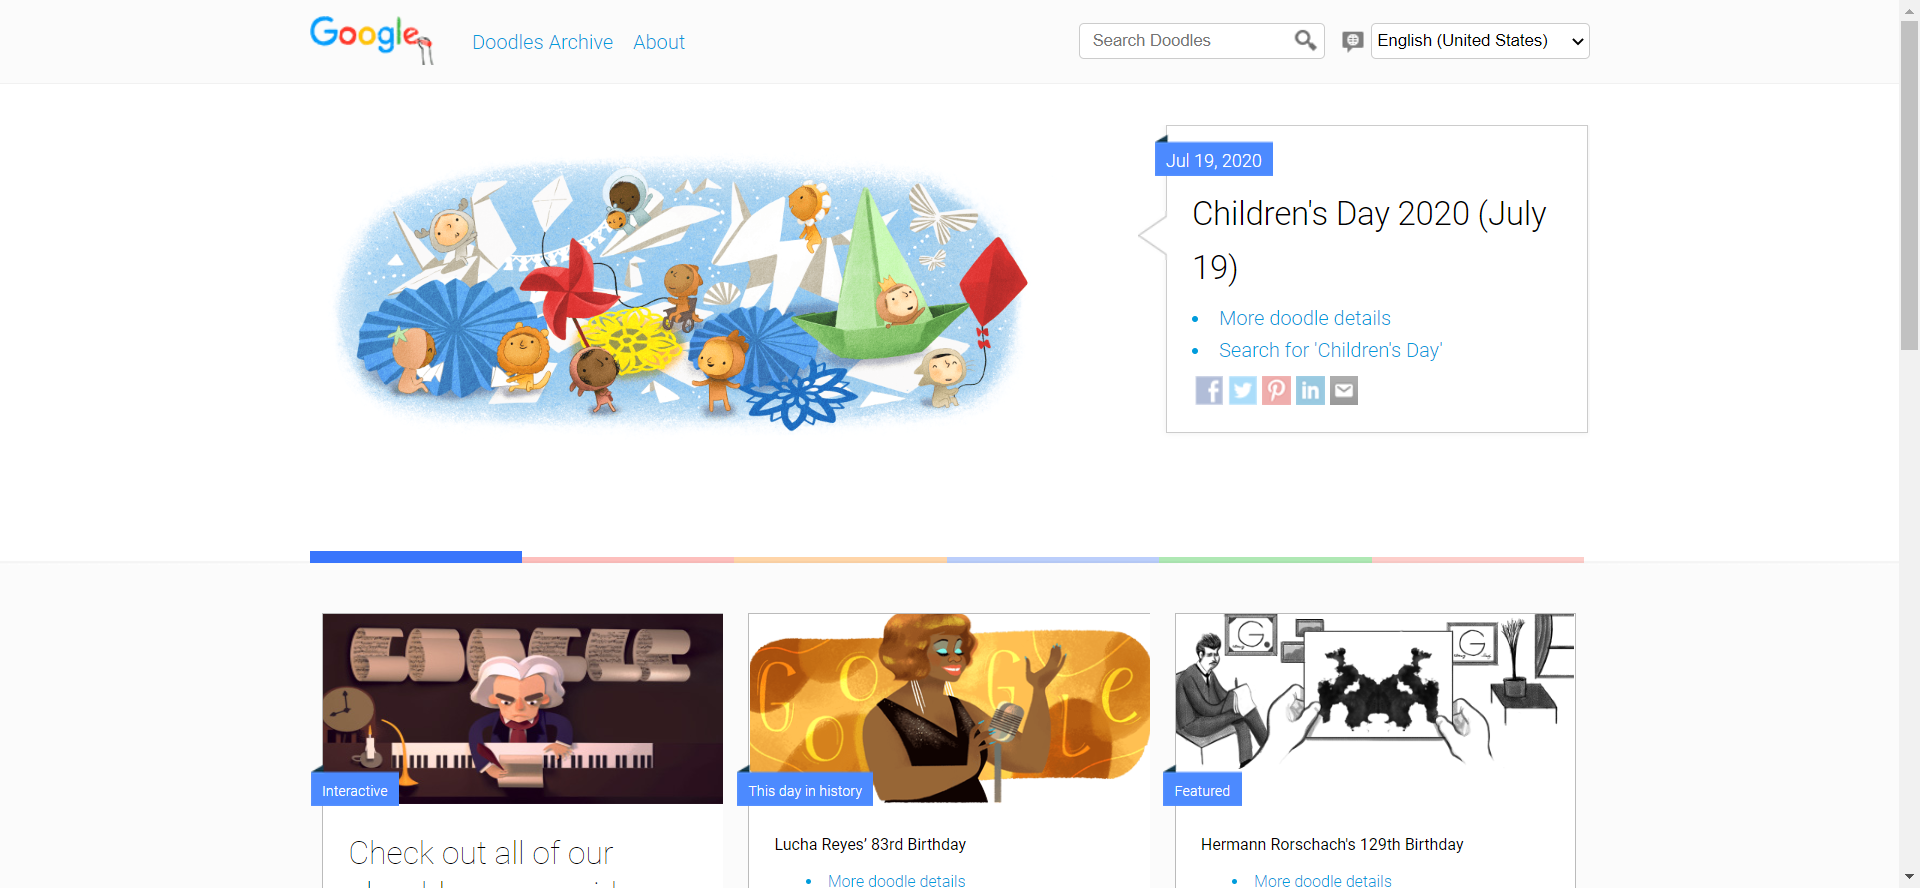 Google
Doodles Archive
About
Search Doodles
English (United States)
Jul 19, 2020
Children's Day 2020 (July
19)
More doodle details
Search for 'Children's Day'
GOOGLE
Interactive
Check out all of our
Google
This day in history
Lucha Reyes’ 83rd Birthday
More doodle details
G
G
Featured
Hermann Rorschach's 129th Birthday
More doodle details